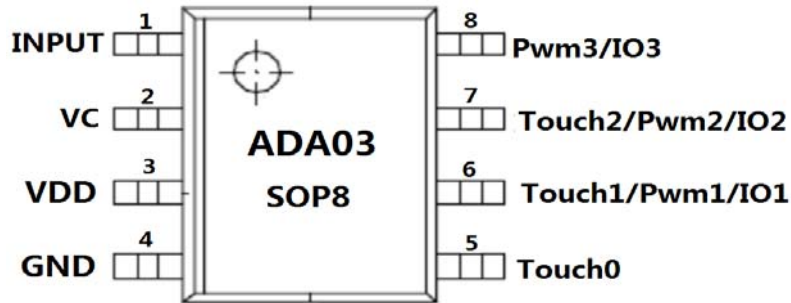 INPUT 1 8 Pwm3/IO3
VC 2 7 Touch2/Pwm2/IO2
ADA03
VDD 3 6 Touch1/Pwm1/IO1
SOP8
GND 4 5 Touch0